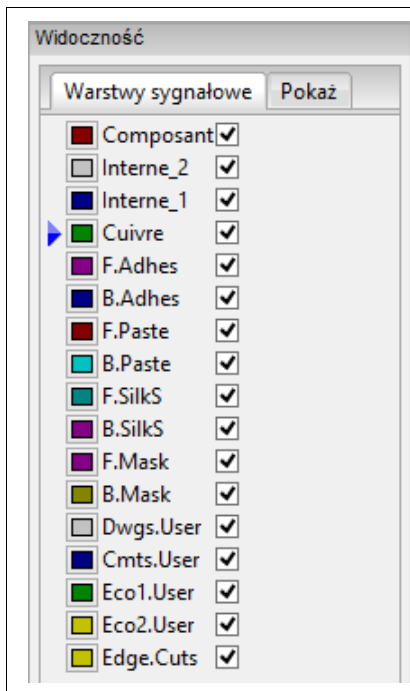 Widoczność
Warstwy sygnałowe Pokaż
Composant
Interne_2
Interne_1
Cuivre
F.Adhes
B.Adhes
F.Paste
B.Paste
F.SilkS
B.SilkS
F.Mask
B.Mask
Dwgs.User
Cmts.User
Eco1.User
Eco2.User
Edge.Cuts